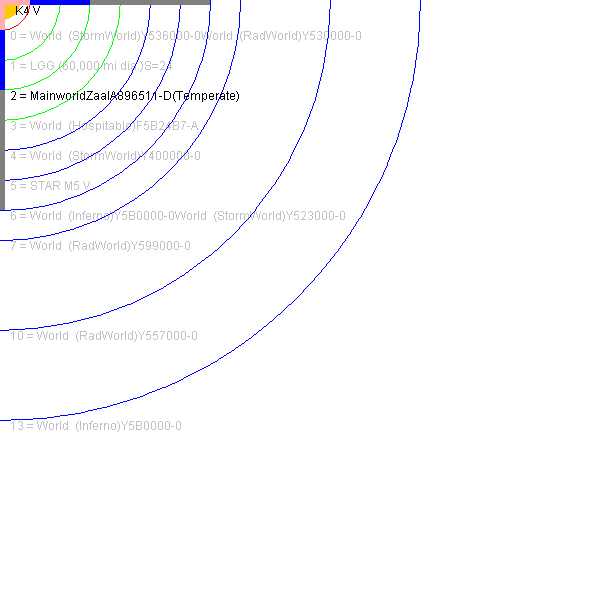 K4 V
0 = World (StormWorld)Y536000-0World (RadWorld)Y530000-0
1 = LGG (60,000 mi dia.)S=24
2 = MainworldZaalA896511-D(Temperate)
3 = World (Hospitable)F5B24B7-A
4 = World (StormWorld)Y400000-0
5 = STAR M5 V
6 = World (Inferno)Y5B0000-0World (StormWorld)Y523000-0
7 = World (RadWorld)Y599000-0
10 = World (RadWorld)Y557000-0
13 = World (Inferno)Y5B0000-0